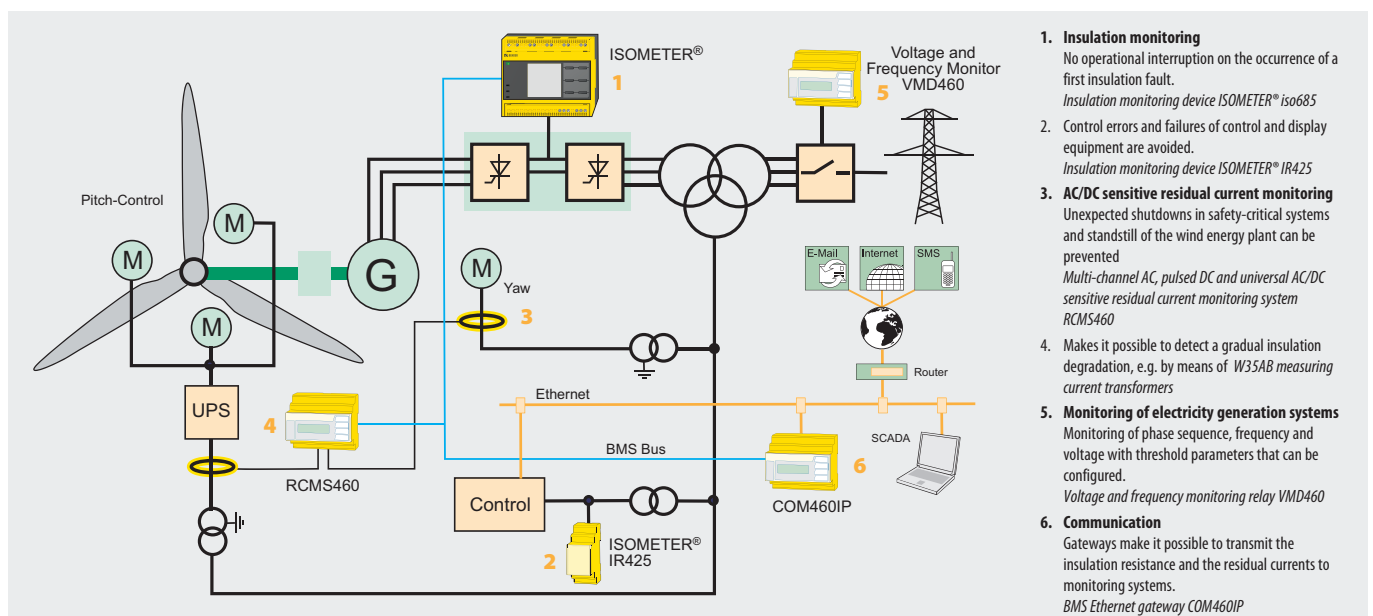 ISOMETER®
1
Voltage and
Frequency Monitor
VMD460
5
Pitch-Control
M
M
M
G
M
Yaw
3
E-Mail
Internet
SMS
Router
Ethernet
UPS
4
RCMS460
BMS Bus
SCADA
6
COM460IP
Control
2
ISOMETER®
IR425
1. Insulation monitoring
No operational interruption on the occurrence of a
first insulation fault.
Insulation monitoring device ISOMETER® iso685
2. Control errors and failures of control and display
equipment are avoided.
Insulation monitoring device ISOMETER® IR425
3. AC/DC sensitive residual current monitoring
Unexpected shutdowns in safety-critical systems
and standstill of the wind energy plant can be
prevented
Multi-channel AC, pulsed DC and universal AC/DC
sensitive residual current monitoring system
RCMS460
4. Makes it possible to detect a gradual insulation
degradation, e.g. by means of W35AB measuring
current transformers
5. Monitoring of electricity generation systems
Monitoring of phase sequence, frequency and
voltage with threshold parameters that can be
configured.
Voltage and frequency monitoring relay VMD460
6. Communication
Gateways make it possible to transmit the
insulation resistance and the residual currents to
monitoring systems.
BMS Ethernet gateway COM460IP